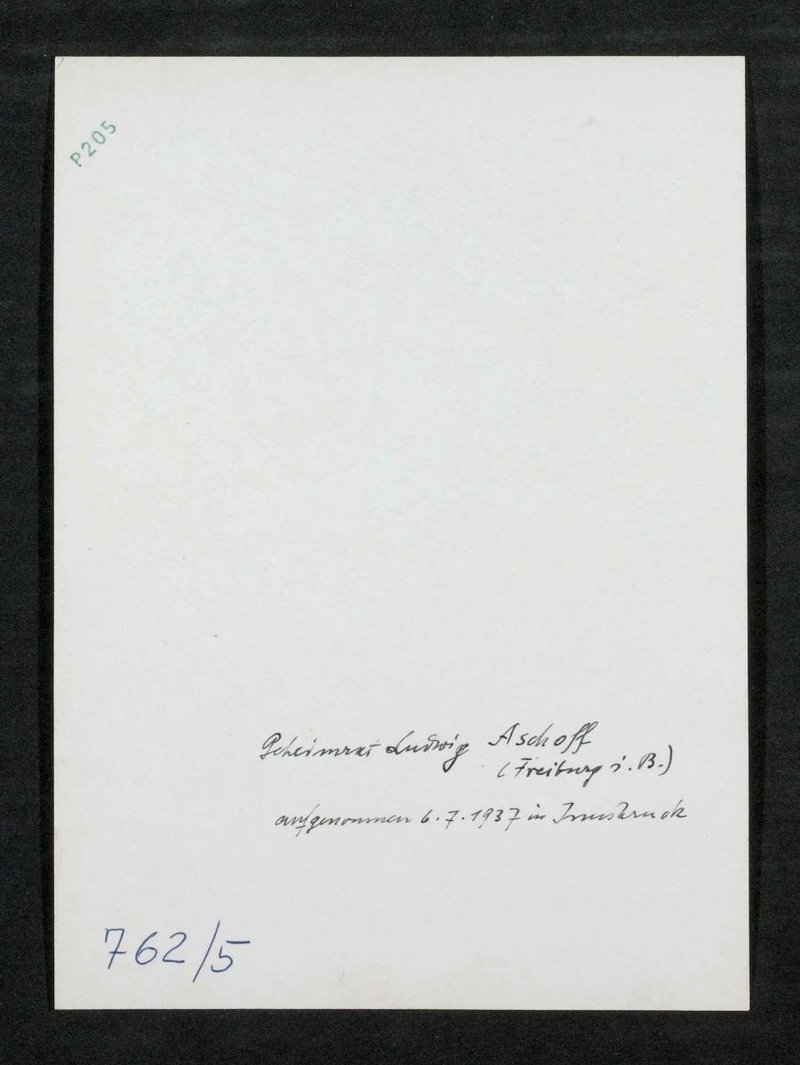 P205
Geheimrat Ludwig Aschoff
(Freiburg i. B.)
aufgenommen 6.7.1937 in Innsbruck
762/5